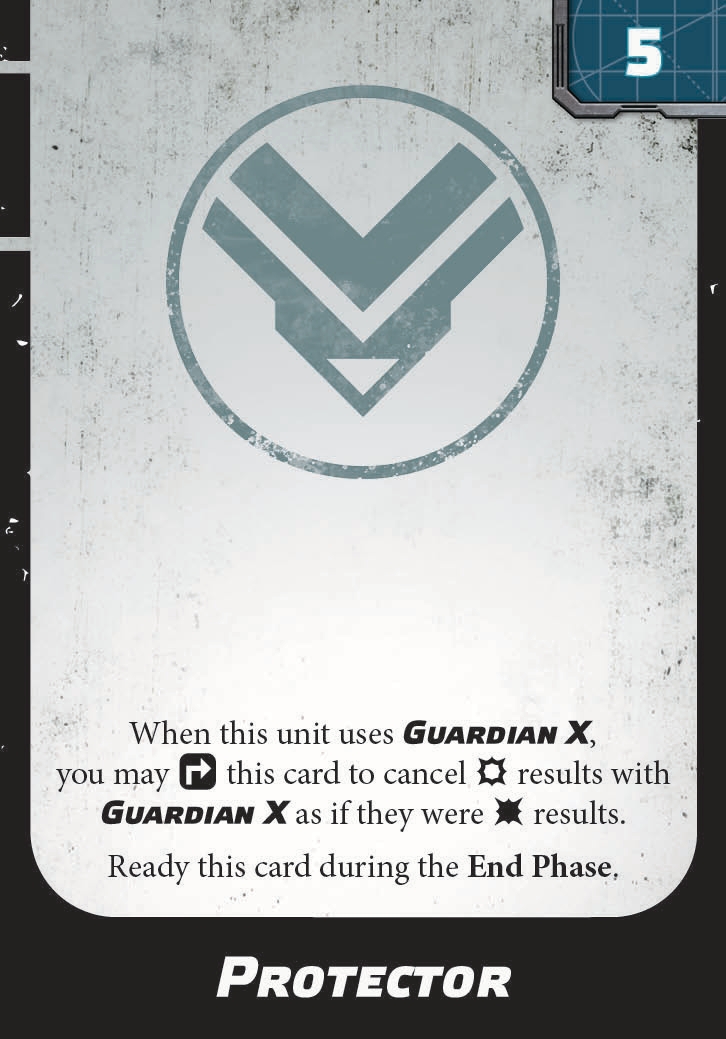 5
When this unit uses GUARDIAN X,
you may this card to cancel results with
GUARDIAN X as if they were results.
Ready this card during the End Phase.
PROTECTOR